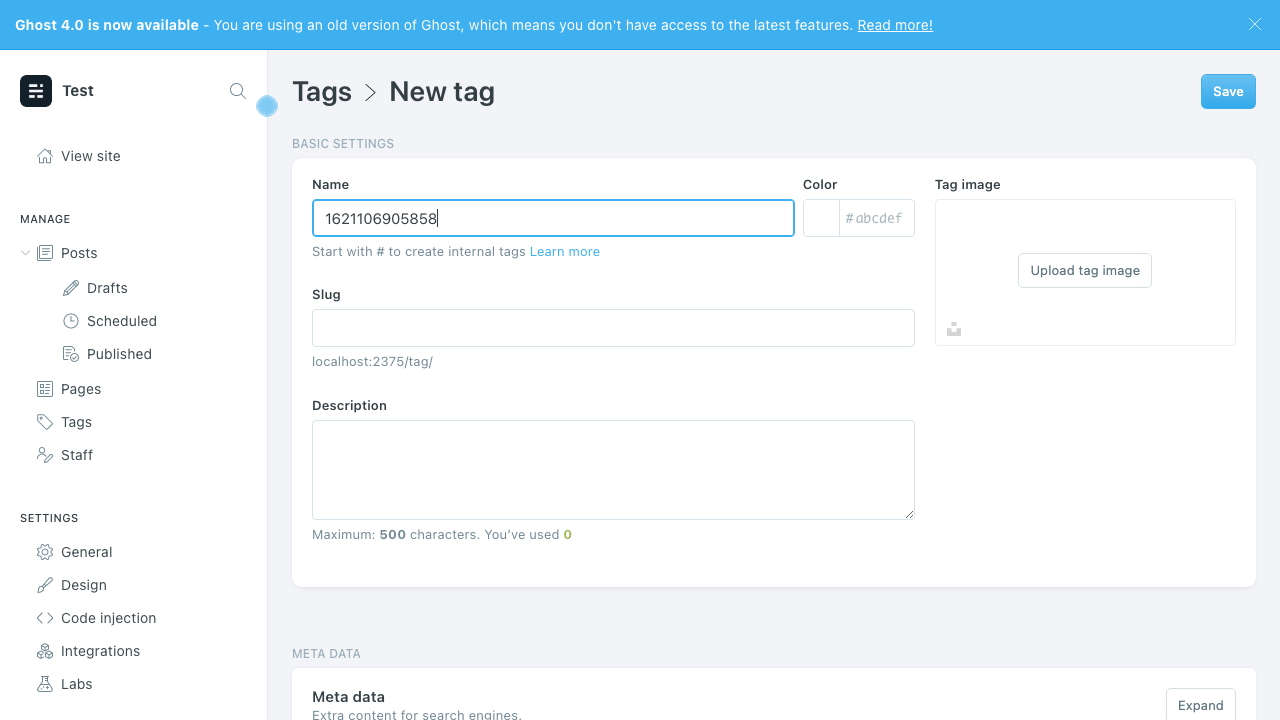 Ghost 4.0 is now available - You are using an old version of Ghost, which means you don't have access to the latest features. Read more!
Test
View site
MANAGE
Posts
Drafts
Scheduled
Published
Pages
Tags
Staff
SETTINGS
General
Design
Code injection
Integrations
Labs
Tags > New tag
Save
BASIC SETTINGS
Name
1621106905858
Start with # to create internal tags Learn more
Color
#abcdef
Slug
localhost:2375/tag/
Description
Maximum: 500 characters. You've used 0
Tag image
Upload tag image
META DATA
Meta data
Extra content for search engines.
Expand